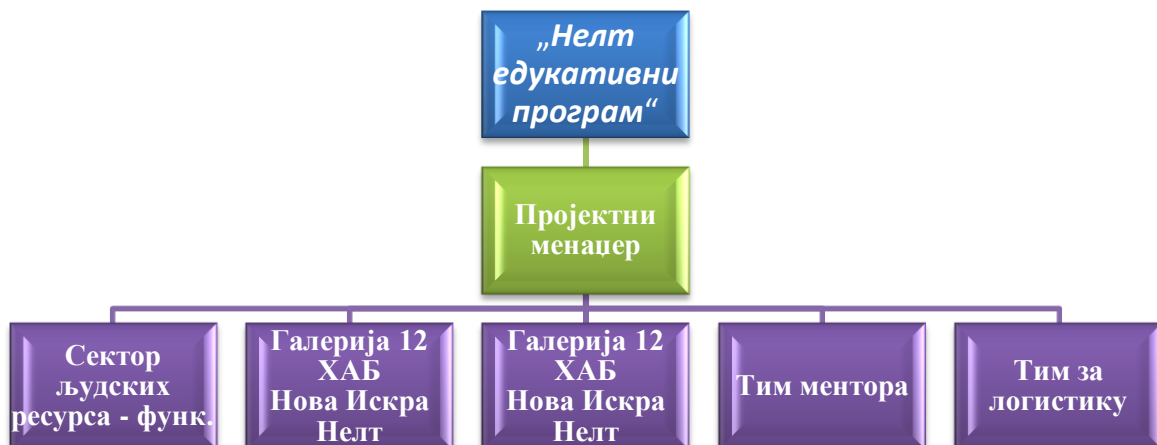 „Нелт
едукативни
програм“
Пројектни
менаџер
Сектор
људских
ресурса - функ.
Галерија 12
ХАБ
Нова Искра
Нелт
Галерија 12
ХАБ
Нова Искра
Нелт
Тим ментора
Тим за
логистику